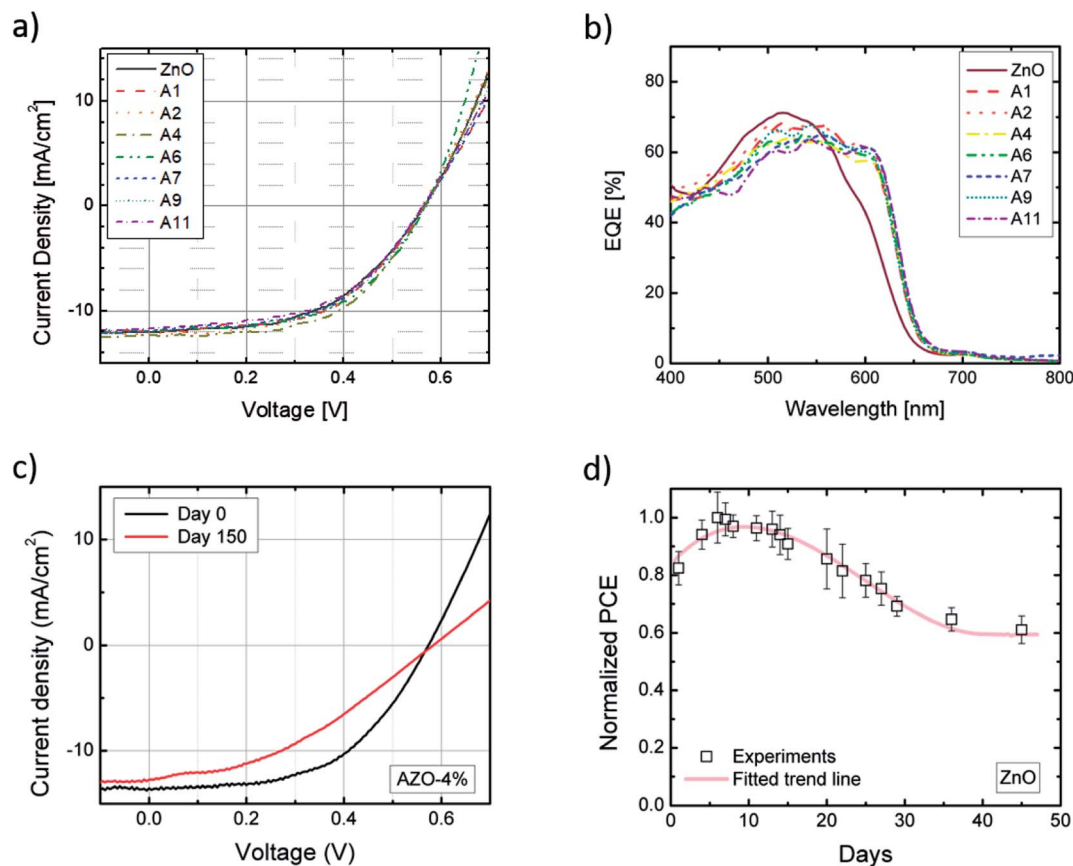 a)
Current Density [mA/cm²]
10
0
-10
0.0 0.2 0.4 0.6
Voltage [V]
ZnO
A1
A2
A4
A6
A7
A9
A11
b)
EQE [%]
80
60
40
20
0
400 500 600 700 800
Wavelength [nm]
ZnO
A1
A2
A4
A6
A7
A9
A11
c)
Current density (mA/cm²)
10
0
-10
0.0 0.2 0.4 0.6
Voltage (V)
Day 0
Day 150
AZO-4%
d)
Normalized PCE
1.0
0.8
0.6
0.4
0.2
0.0
0 10 20 30 40 50
Days
Experiments
Fitted trend line
ZnO